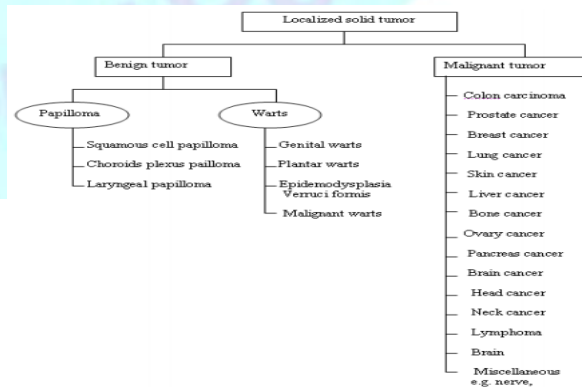 Localized solid tumor
Benign tumor
Malignant tumor
Papilloma
Warts
Squamous cell papilloma
Choroids plexus pailloma
Laryngeal papilloma
Genital warts
Plantar warts
Epidemodysplasia
Verruci formis
Malignant warts
Colon carcinoma
Prostate cancer
Breast cancer
Lung cancer
Skin cancer
Liver cancer
Bone cancer
Ovary cancer
Pancreas cancer
Brain cancer
Head cancer
Neck cancer
Lymphoma
Brain
Miscellaneous
e.g. nerve,